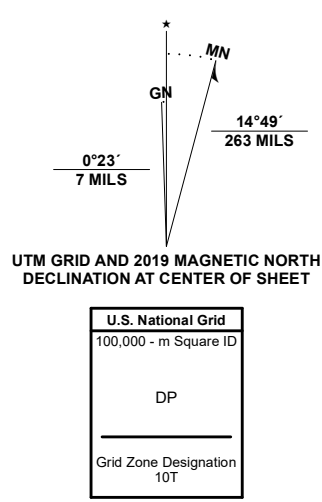 MN
GN
14°49´
263 MILS
0°23´
7 MILS
UTM GRID AND 2019 MAGNETIC NORTH
DECLINATION AT CENTER OF SHEET
U.S. National Grid
100,000 - m Square ID
DP
Grid Zone Designation
10T